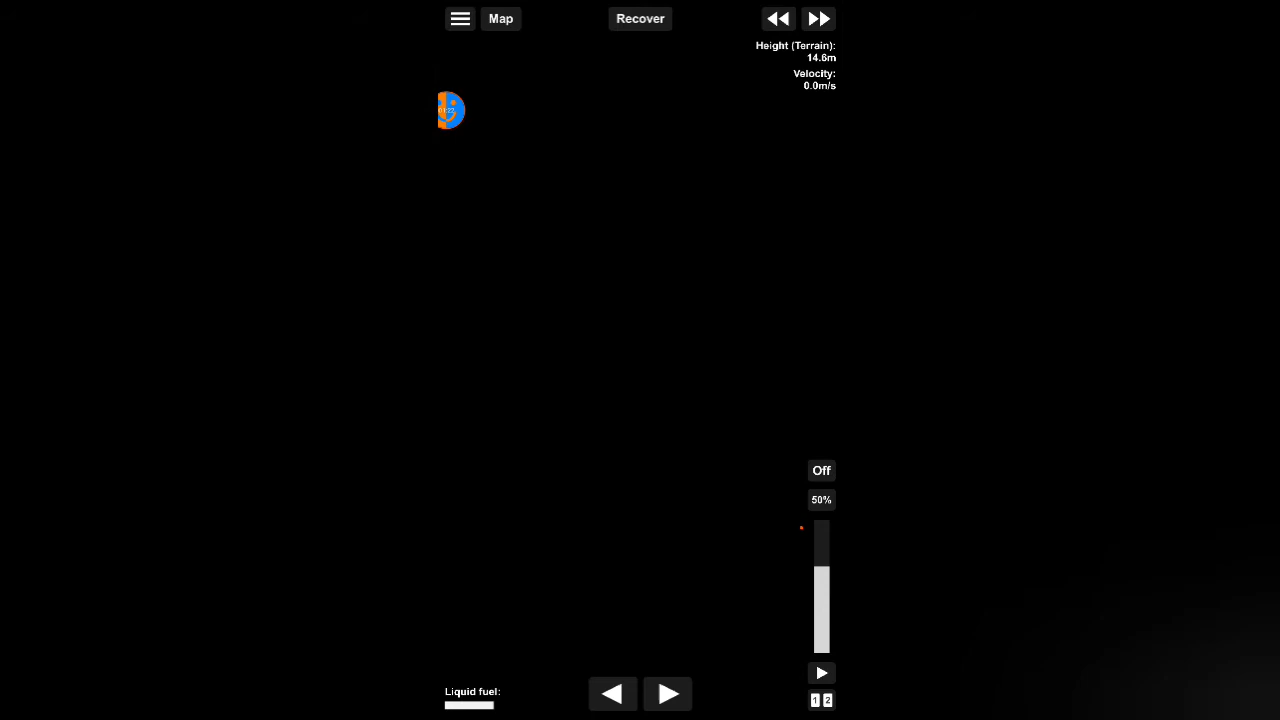 Map
Recover
Height (Terrain):
14.6m
Velocity:
0.0m/s
Off
50%
Liquid fuel:
1 2